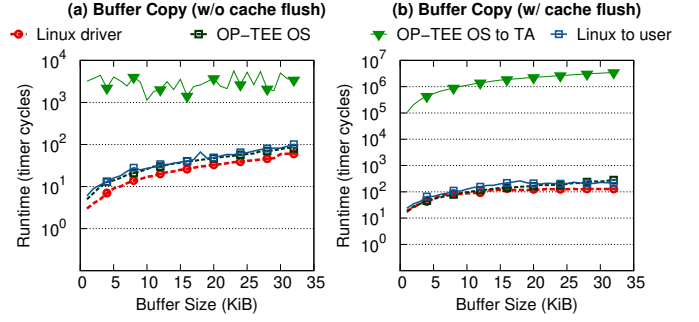 (a) Buffer Copy (w/o cache flush)
(b) Buffer Copy (w/ cache flush)
Linux driver
OP−TEE OS
OP−TEE OS to TA
Linux to user
Runtime (timer cycles)
10^4
10^3
10^2
10^1
10^0
0 5 10 15 20 25 30 35
Buffer Size (KiB)
Runtime (timer cycles)
10^7
10^6
10^5
10^4
10^3
10^2
10^1
10^0
0 5 10 15 20 25 30 35
Buffer Size (KiB)